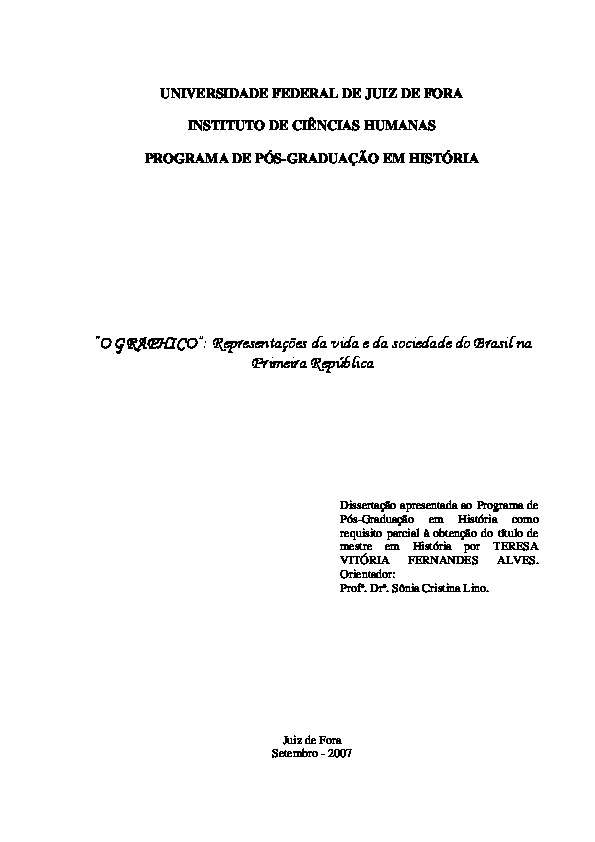 UNIVERSIDADE FEDERAL DE JUIZ DE FORA
INSTITUTO DE CIÊNCIAS HUMANAS
PROGRAMA DE PÓS-GRADUAÇÃO EM HISTÓRIA
"O GRAPHICO": Representações da vida e da sociedade do Brasil na
Primeira República
Dissertação apresentada ao Programa de
Pós-Graduação em História como
requisito parcial à obtenção do título de
mestre em História por TERESA
VITÓRIA FERNANDES ALVES.
Orientador:
Profª. Drª. Sônia Cristina Lino.
Juiz de Fora
Setembro - 2007